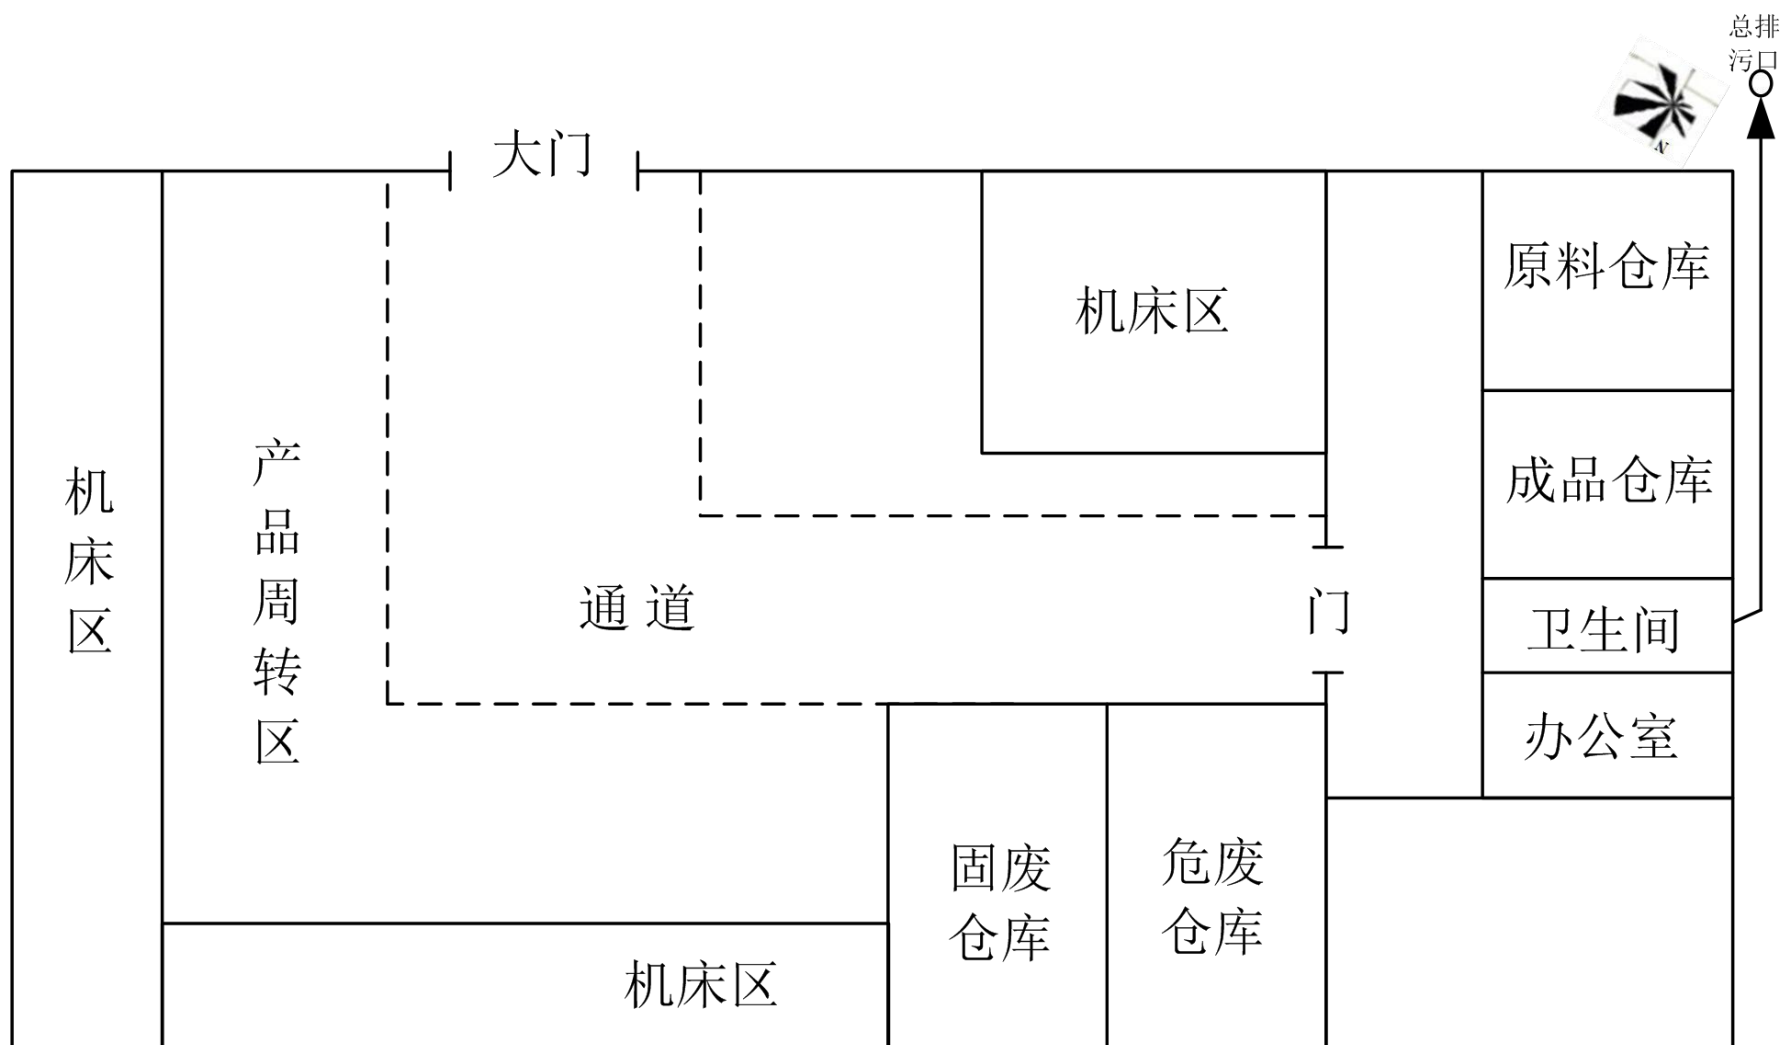 总排
污口
N
大门
原料仓库
机床区
成品仓库
机床区
产品周转区
通道
门
卫生间
办公室
固废
仓库
危废
仓库
机床区